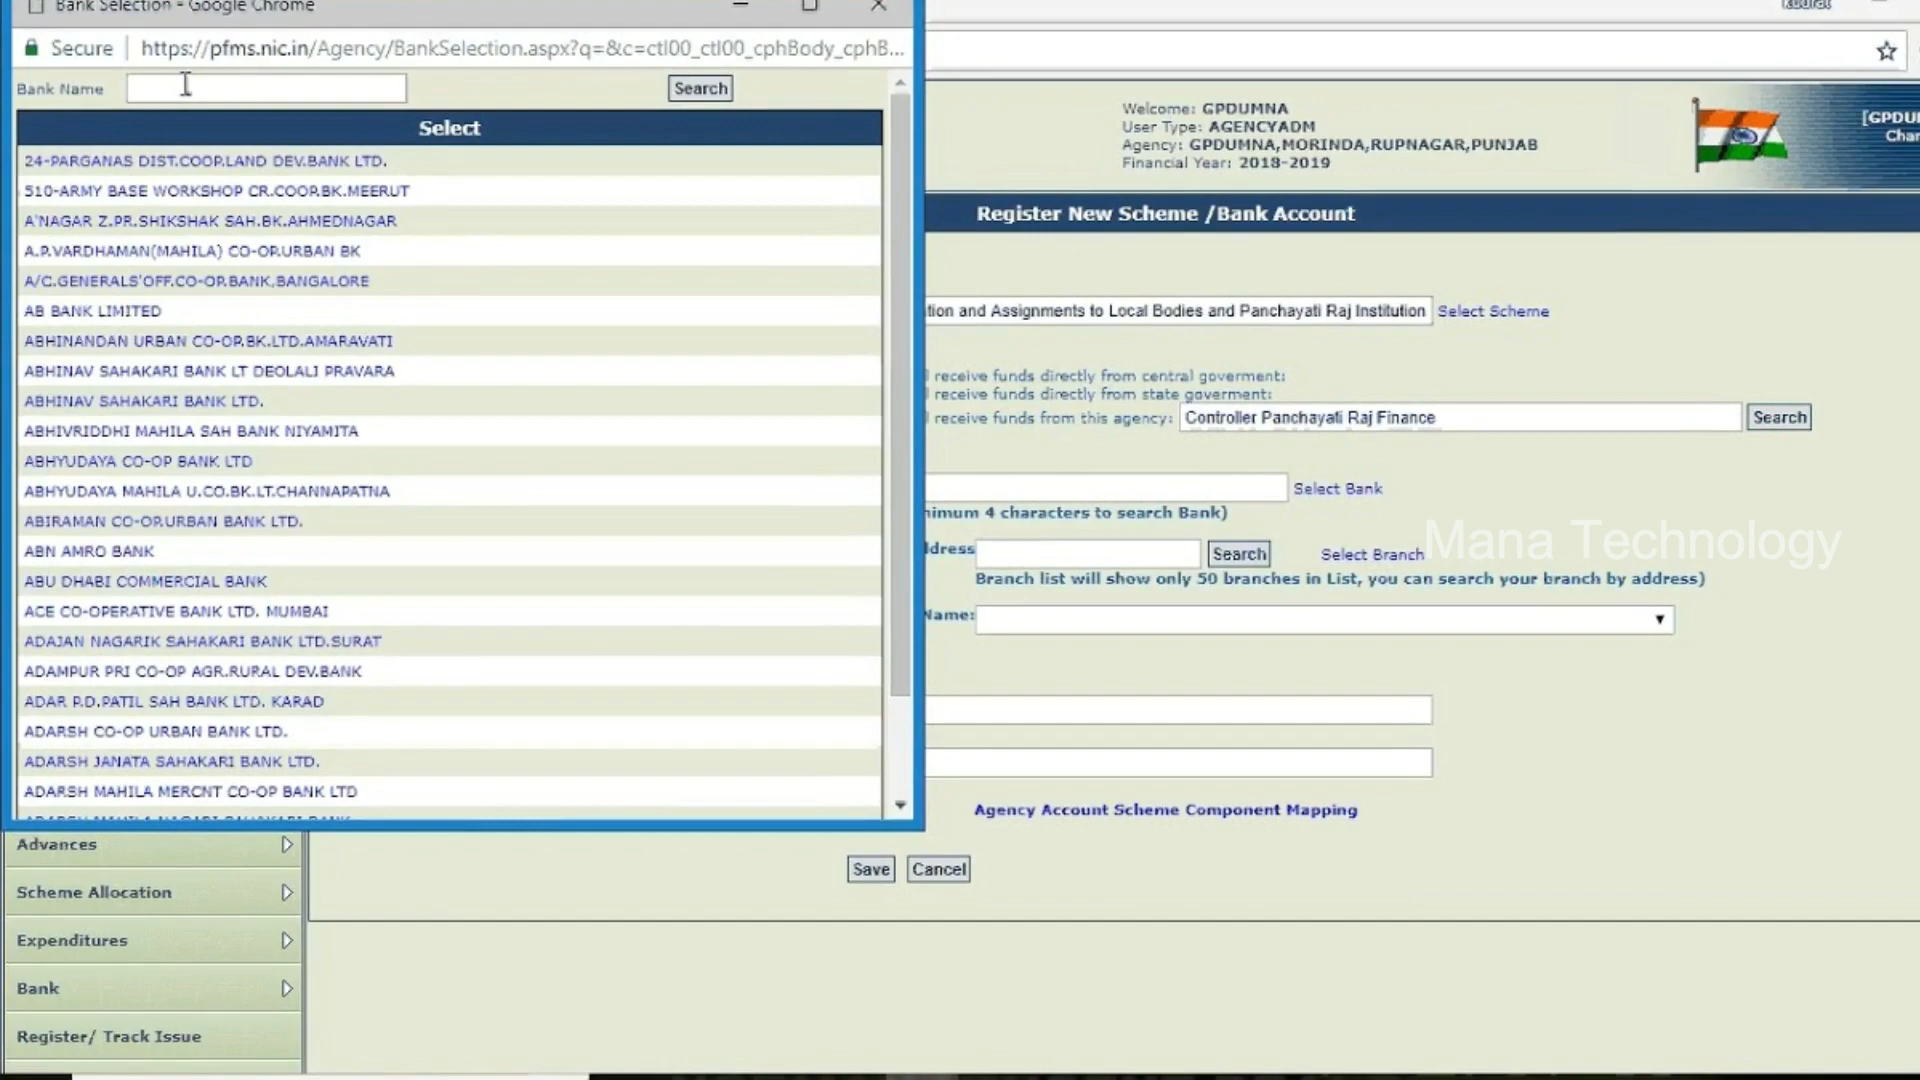 Bank Selection - Google Chrome
Secure
https://pfms.nic.in/Agency/BankSelection.aspx?q=&c=ctl00_ctl00_cphBody_cphB...
Bank Name
Search
Select
24-PARGANAS DIST.COOP.LAND DEV.BANK LTD.
510-ARMY BASE WORKSHOP CR.COOP.BK.MEERUT
A'NAGAR Z.PR.SHIKSHAK SAH.BK.AHMEDNAGAR
A.P.VARDHAMAN(MAHILA) CO-OP.URBAN BK
A/C.GENERALS'OFF.CO-OP.BANK,BANGALORE
AB BANK LIMITED
ABHINANDAN URBAN CO-OP.BK.LTD.AMARAVATI
ABHINAV SAHAKARI BANK LT DEOLALI PRAVARA
ABHINAV SAHAKARI BANK LTD.
ABHIVRIDDHI MAHILA SAH BANK NIYAMITA
ABHYUDAYA CO-OP BANK LTD
ABHYUDAYA MAHILA U.CO.BK.LT.CHANNAPATNA
ABIRAMAN CO-OP.URBAN BANK LTD.
ABN AMRO BANK
ABU DHABI COMMERCIAL BANK
ACE CO-OPERATIVE BANK LTD. MUMBAI
ADAJAN NAGARIK SAHAKARI BANK LTD.SURAT
ADAMPUR PRI CO-OP AGR.RURAL DEV.BANK
ADAR P.D.PATIL SAH BANK LTD. KARAD
ADARSH CO-OP URBAN BANK LTD.
ADARSH JANATA SAHAKARI BANK LTD.
ADARSH MAHILA MERCNT CO-OP BANK LTD
Advances
Scheme Allocation
Expenditures
Bank
Register/ Track Issue
Welcome: GPDUMNA
User Type: AGENCYADM
Agency: GPDUMNA,MORINDA,RUPNAGAR,PUNJAB
Financial Year: 2018-2019
[GPDU
Char
Register New Scheme /Bank Account
tion and Assignments to Local Bodies and Panchayati Raj Institution
Select Scheme
l receive funds directly from central goverment:
l receive funds directly from state goverment:
l receive funds from this agency: Controller Panchayati Raj Finance
Search
Select Bank
nimum 4 characters to search Bank)
ddress
Search
Select Branch
Mana Technology
Branch list will show only 50 branches in List, you can search your branch by address)
Name:
Agency Account Scheme Component Mapping
Save
Cancel